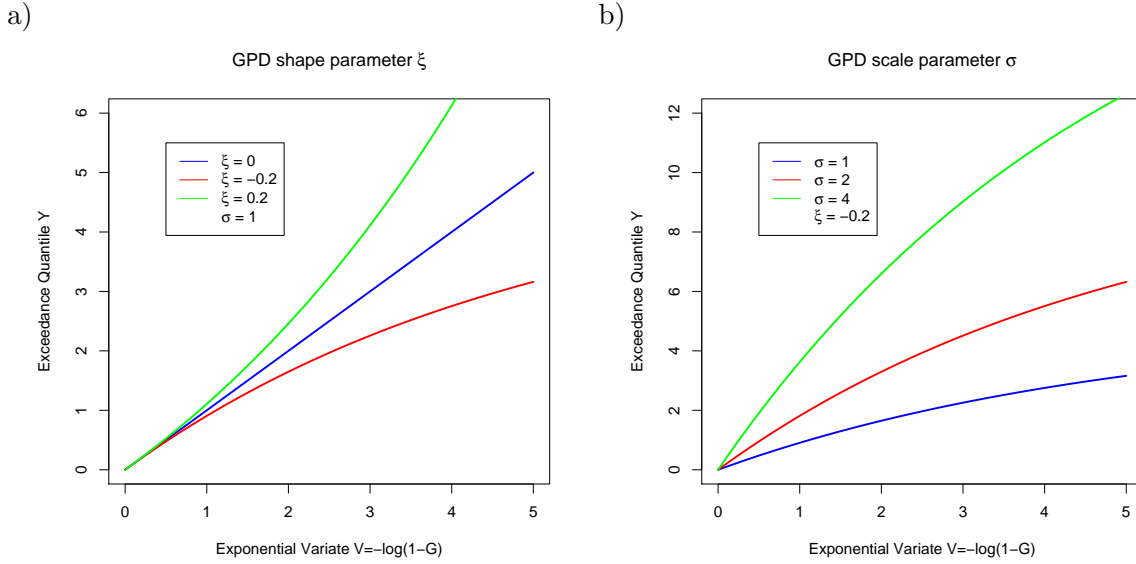 a)
GPD shape parameter ξ
Exceedance Quantile Y
6
5
4
3
2
1
0
ξ = 0
ξ = −0.2
ξ = 0.2
σ = 1
0 1 2 3 4 5
Exponential Variate V=−log(1−G)
b)
GPD scale parameter σ
Exceedance Quantile Y
12
10
8
6
4
2
0
σ = 1
σ = 2
σ = 4
ξ = −0.2
0 1 2 3 4 5
Exponential Variate V=−log(1−G)